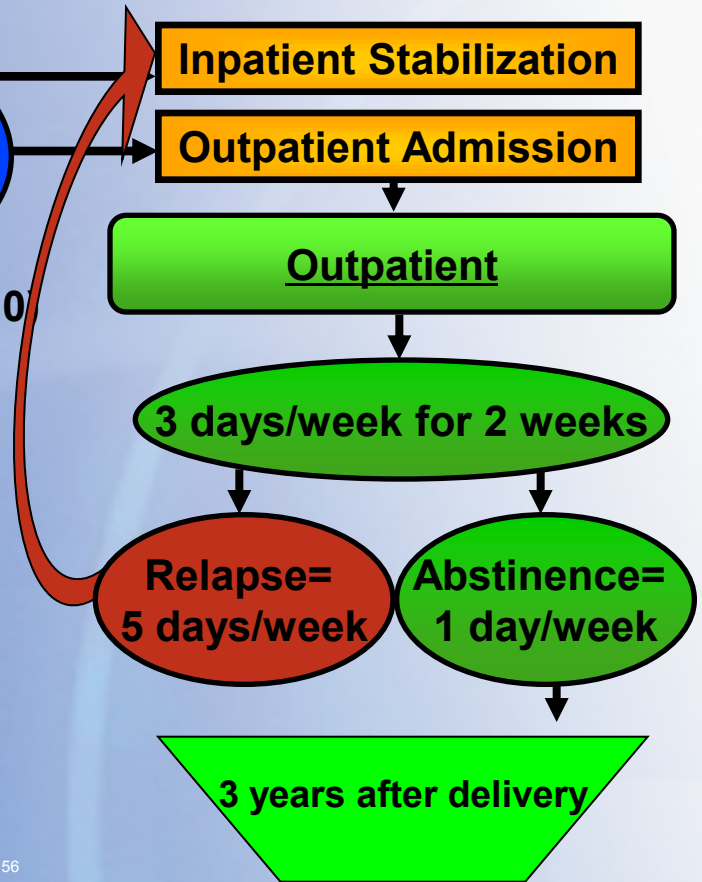 Inpatient Stabilization
Outpatient Admission
Outpatient
0)
3 days/week for 2 weeks
Relapse=
5 days/week
Abstinence=
1 day/week
3 years after delivery
56